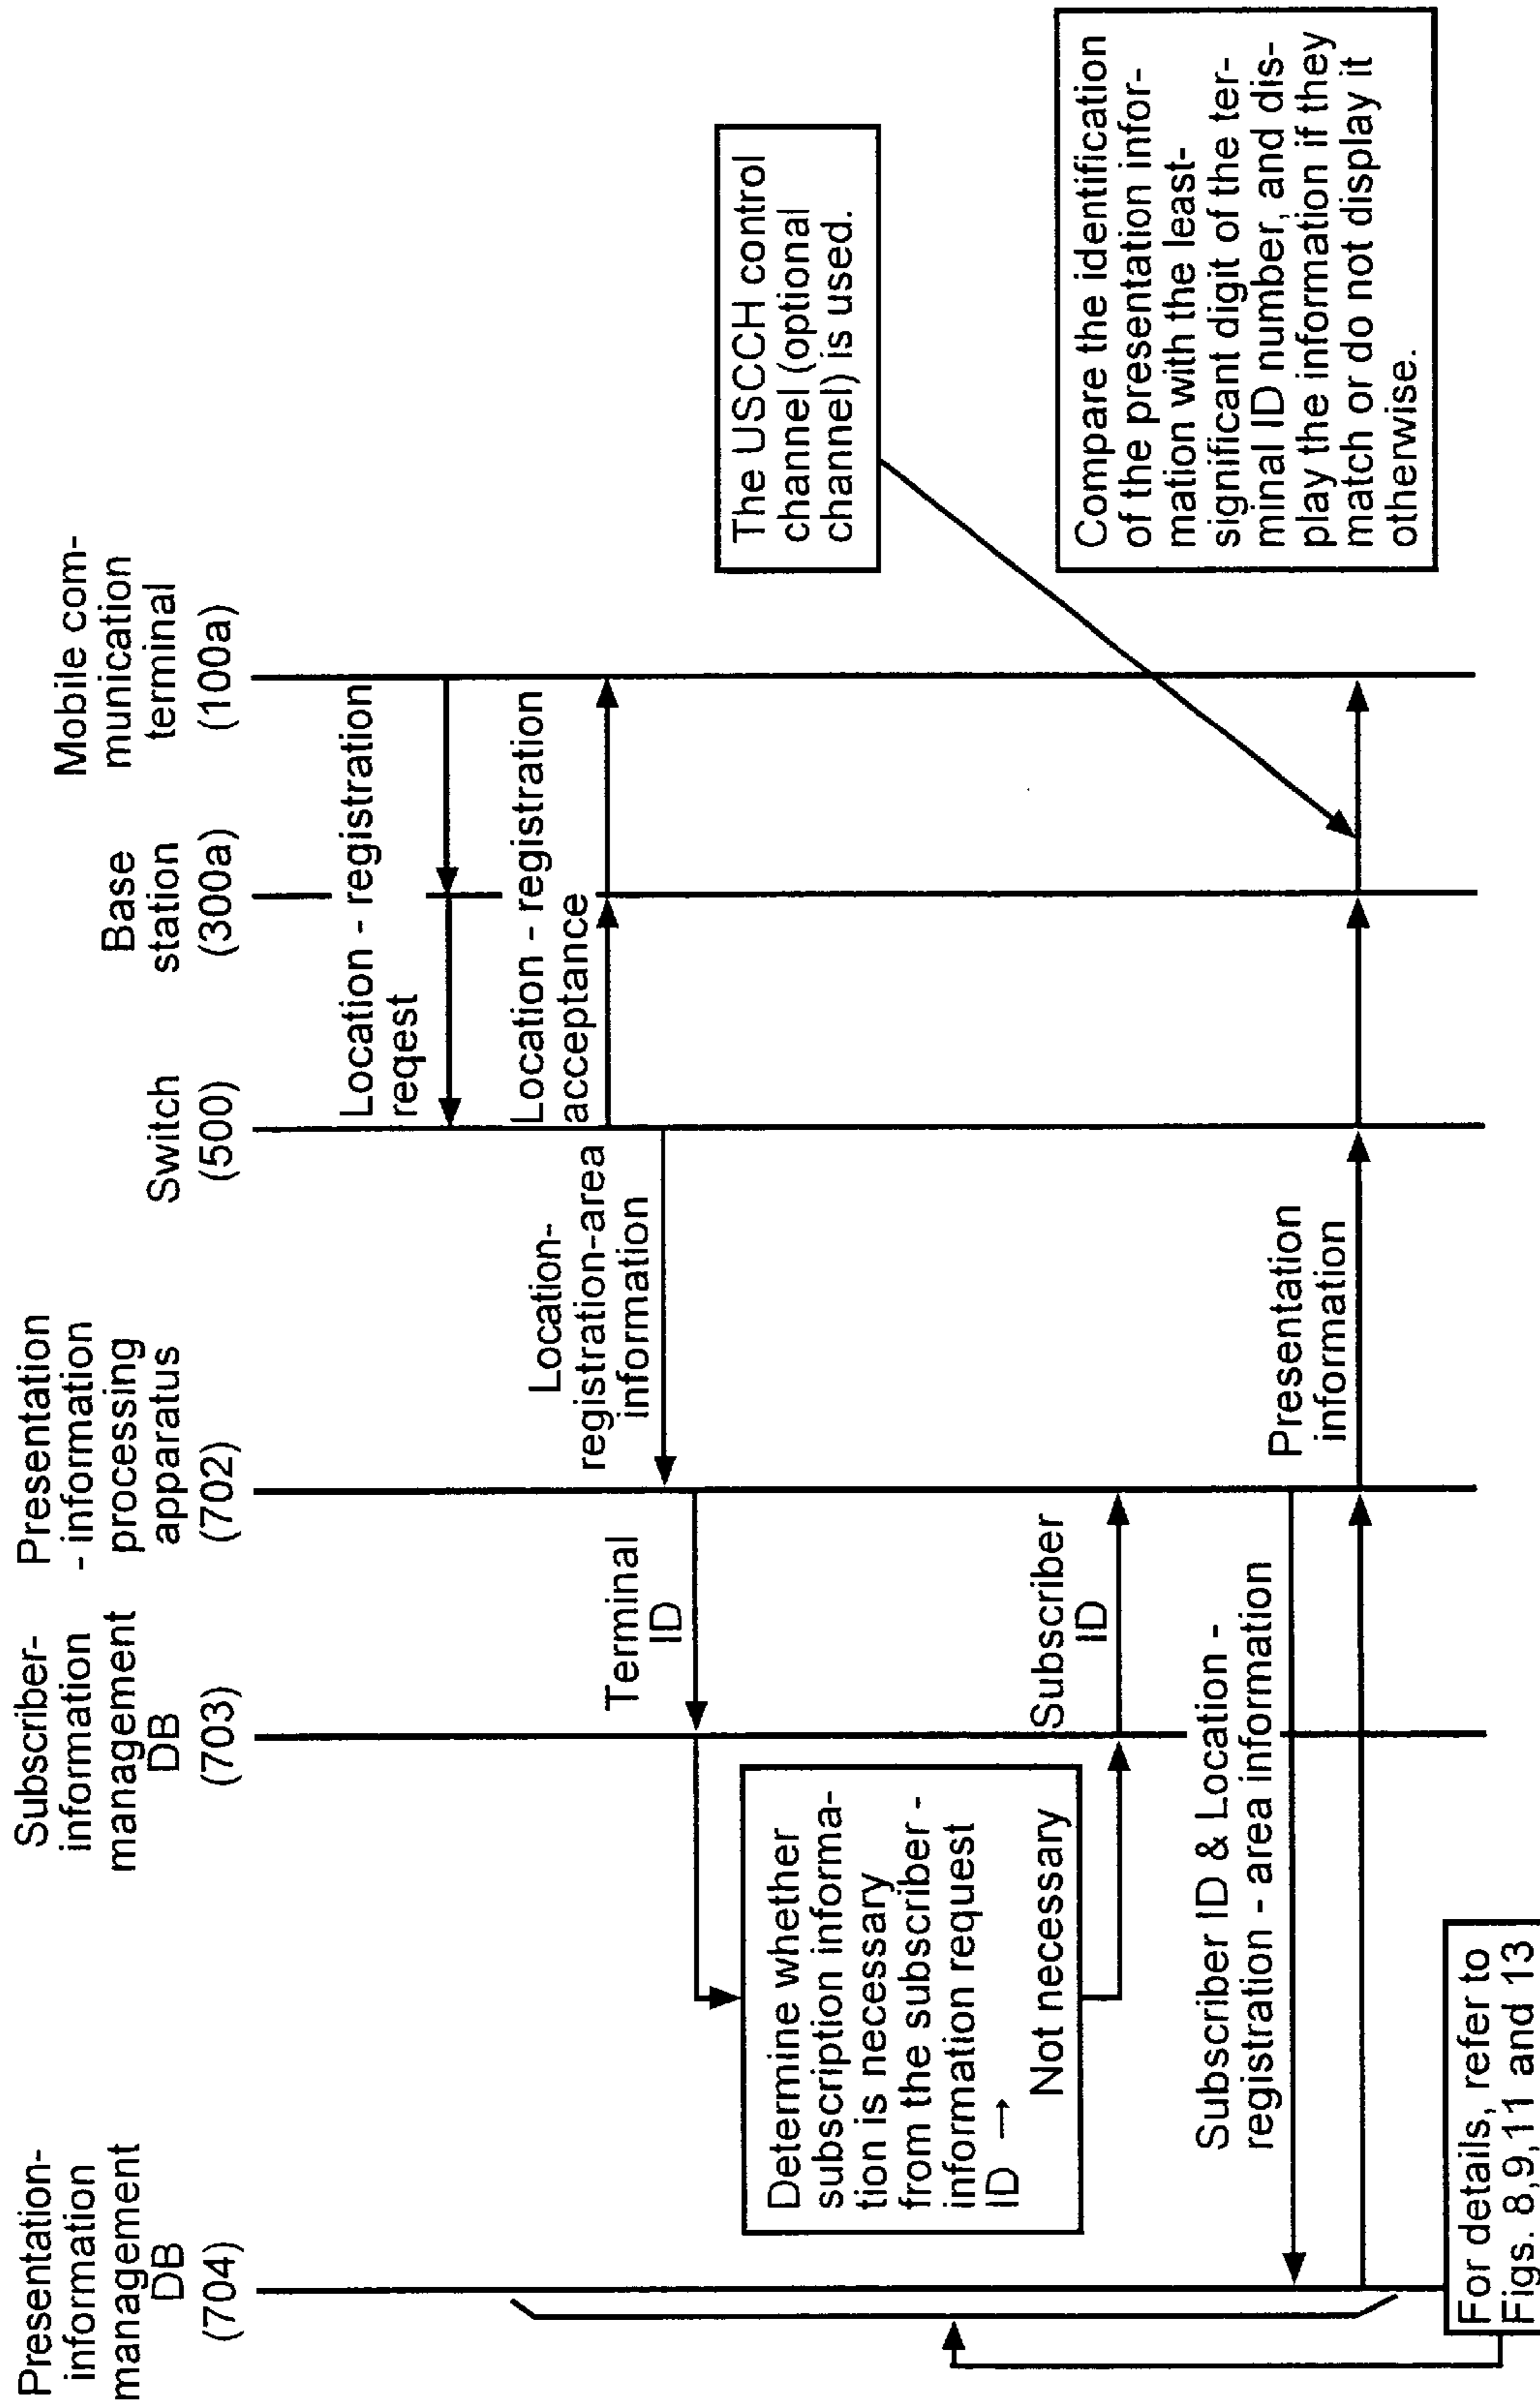 Presentation-
information
management
DB
(704)
Subscriber-
information
management
DB
(703)
Presentation
- information
processing
apparatus
(702)
Switch
(500)
Base
station
(300a)
Mobile com-
munication
terminal
(100a)
Location - registration
reqest
Location - registration
acceptance
Location-
registration-area
information
Terminal
ID
Determine whether
subscription informa-
tion is necessary
from the subscriber -
information request
ID →
Not necessary
Subscriber
ID
Subscriber ID & Location -
registration - area information
Presentation
information
The USCCH control
channel (optional
channel) is used.
Compare the identification
of the presentation infor-
mation with the least-
significant digit of the ter-
minal ID number, and dis-
play the information if they
match or do not display it
otherwise.
For details, refer to
Figs. 8,9,11 and 13